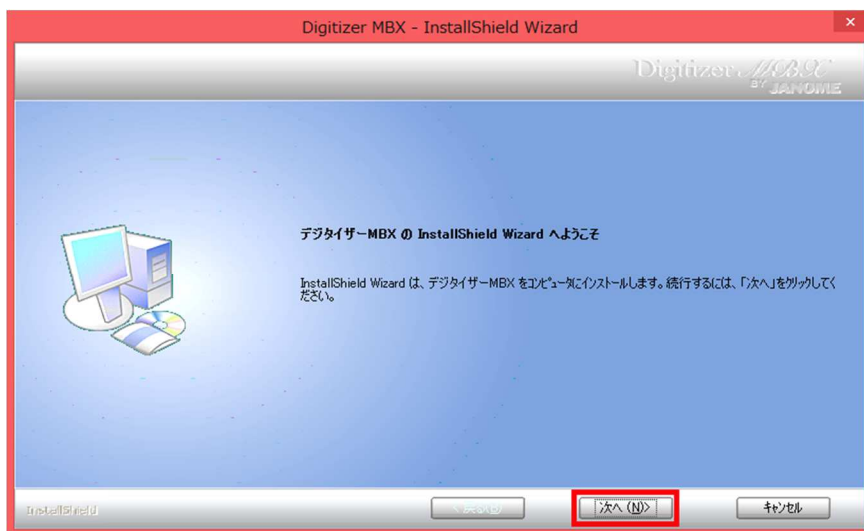 Digitizer MBX - InstallShield Wizard
Digitizer MBX
BY JANOME
デジタイザーMBX の InstallShield Wizard へようこそ
InstallShield Wizard は、デジタイザーMBX をコンピュータにインストールします。続行するには、「次へ」をクリックしてく
ださい。
InstallShield
次へ (N)>
キャンセル